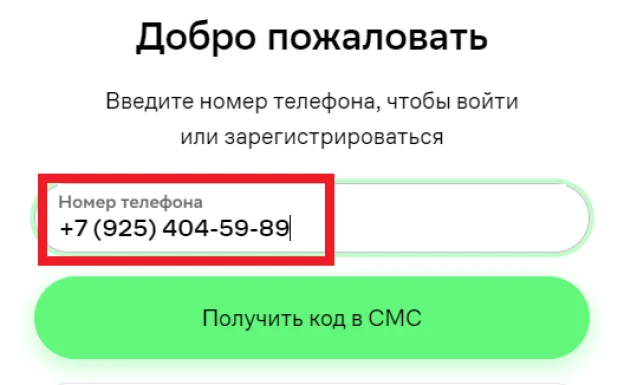 Добро пожаловать
Введите номер телефона, чтобы войти
или зарегистрироваться
Номер телефона
+7 (925) 404-59-89
Получить код в СМС